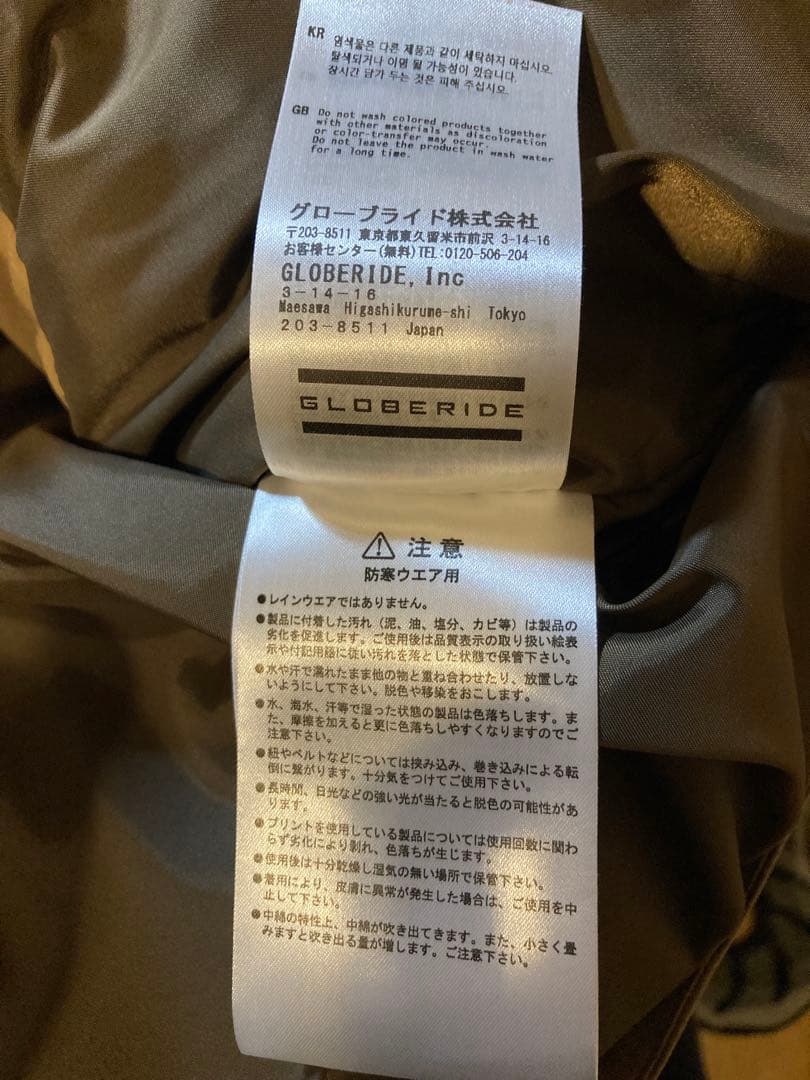 KR 염색물은 다른 제품과 같이 세탁하지 마십시오.
탈색되거나 이염 될 가능성이 있습니다.
장시간 담가 두는 것은 피해 주십시오.
GB Do not wash colored products together
with other materials as discoloration
or color-transfer may occur.
Do not leave the product in wash water
for a long time.
グローブライド株式会社
〒203-8511 東京都東久留米市前沢 3-14-16
お客様センター(無料)TEL:0120-506-204
GLOBERIDE, Inc
3-14-16
Maesawa Higashikurume-shi Tokyo
203-8511 Japan
GLOBERIDE
⚠ 注意
防寒ウエア用
●レインウエアではありません。
●製品に付着した汚れ（泥、油、塩分、カビ等）は製品の
劣化を促進します。ご使用後は品質表示の取り扱い絵表
示や付記用語に従い汚れを落とした状態で保管下さい。
●水や汗で濡れたまま他の物と重ね合わせたり、放置しな
いようにして下さい。脱色や移染をおこします。
●水、海水、汗等で湿った状態の製品は色落ちします。ま
た、摩擦を加えると更に色落ちしやすくなりますのでご
注意下さい。
●紐やベルトなどについては挟み込み、巻き込みによる転
倒に繋がります。十分気をつけてご使用下さい。
●長時間、日光などの強い光が当たると脱色の可能性があ
ります。
●プリントを使用している製品については使用回数に関わ
らず劣化により剥れ、色落ちが生じます。
●使用後は十分乾燥し湿気の無い場所で保管下さい。
●着用により、皮膚に異常が発生した場合は、ご使用を中
止して下さい。
●中綿の特性上、中綿が吹き出てきます。また、小さく畳
みますと吹き出る量が増します。ご注意下さい。